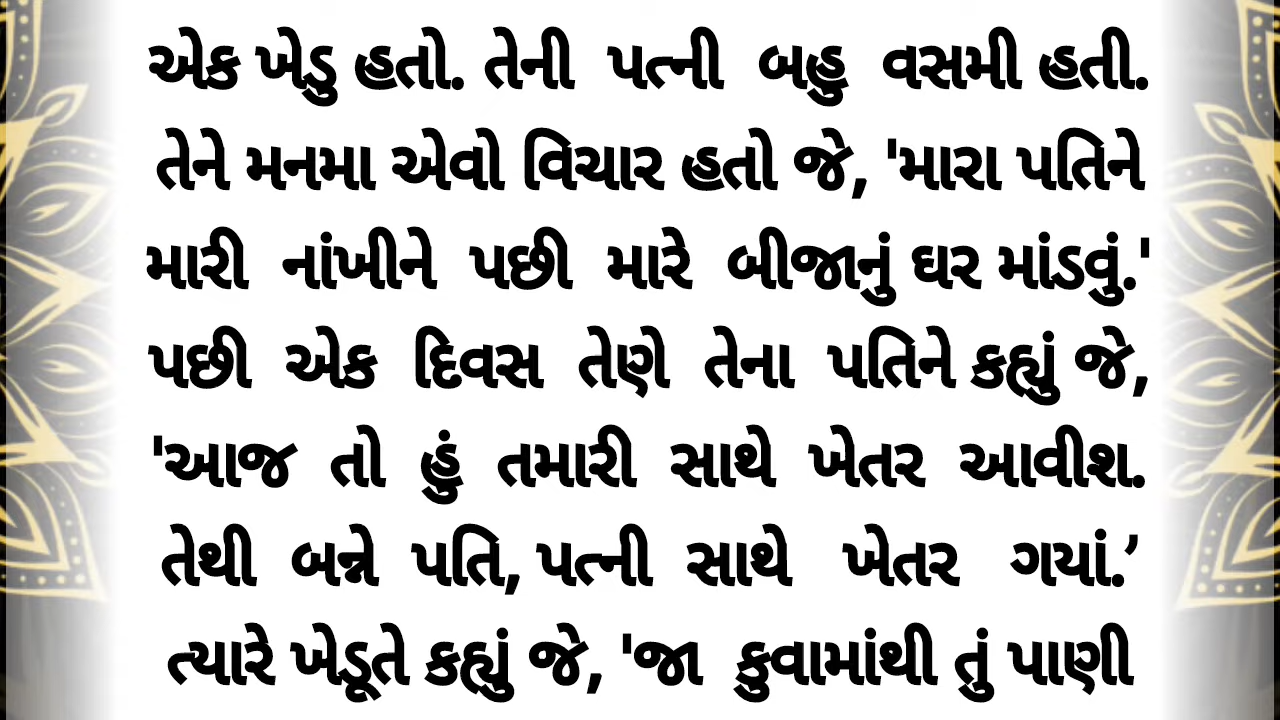 એક ખેડુ હતો. તેની પત્ની બહુ વસમી હતી.
તેને મનમા એવો વિચાર હતો જે, 'મારા પતિને
મારી નાંખીને પછી મારે બીજાનું ઘર માંડવું.'
પછી એક દિવસ તેણે તેના પતિને કહ્યું જે,
'આજ તો હું તમારી સાથે ખેતર આવીશ.
તેથી બન્ને પતિ, પત્ની સાથે ખેતર ગયાં.’
ત્યારે ખેડૂતે કહ્યું જે, 'જા કુવામાંથી તું પાણી